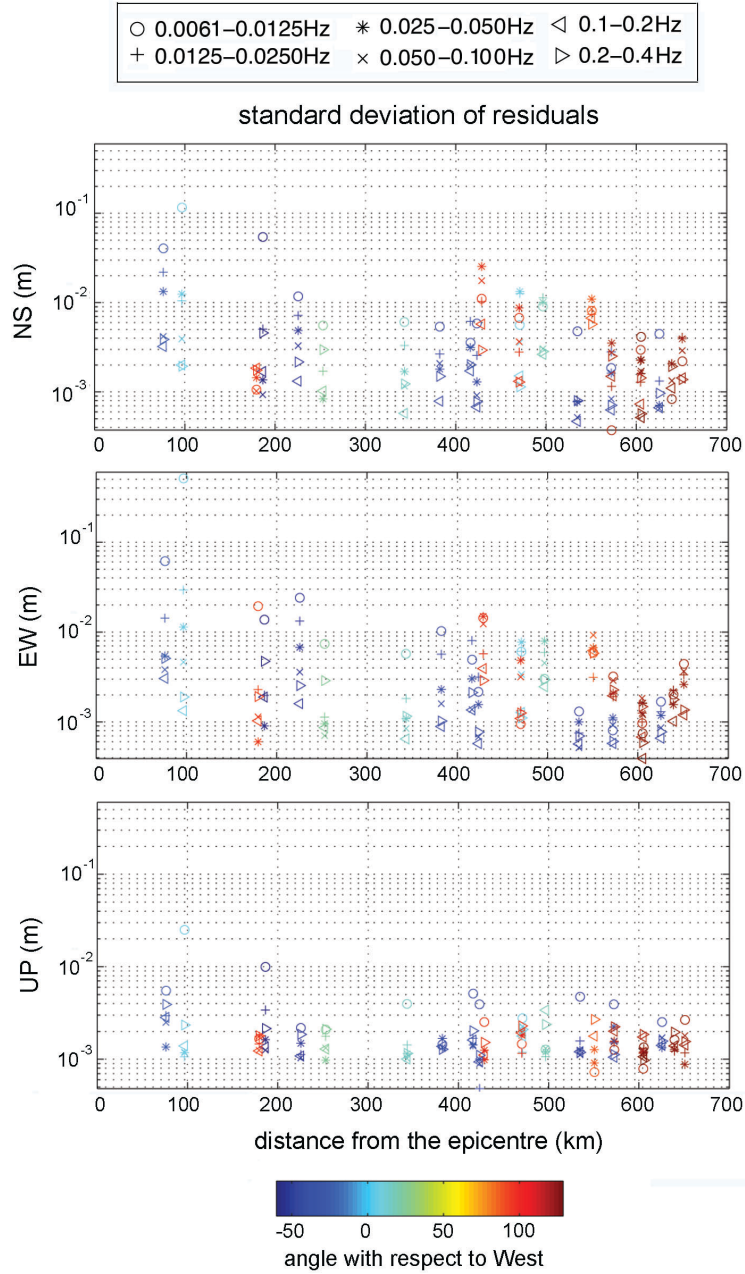 0.0061–0.0125Hz 0.025–0.050Hz 0.1–0.2Hz
0.0125–0.0250Hz 0.050–0.100Hz 0.2–0.4Hz
standard deviation of residuals
NS (m)
10⁻¹
10⁻²
10⁻³
0 100 200 300 400 500 600 700
EW (m)
10⁻¹
10⁻²
10⁻³
0 100 200 300 400 500 600 700
UP (m)
10⁻¹
10⁻²
10⁻³
0 100 200 300 400 500 600 700
distance from the epicentre (km)
-50 0 50 100
angle with respect to West